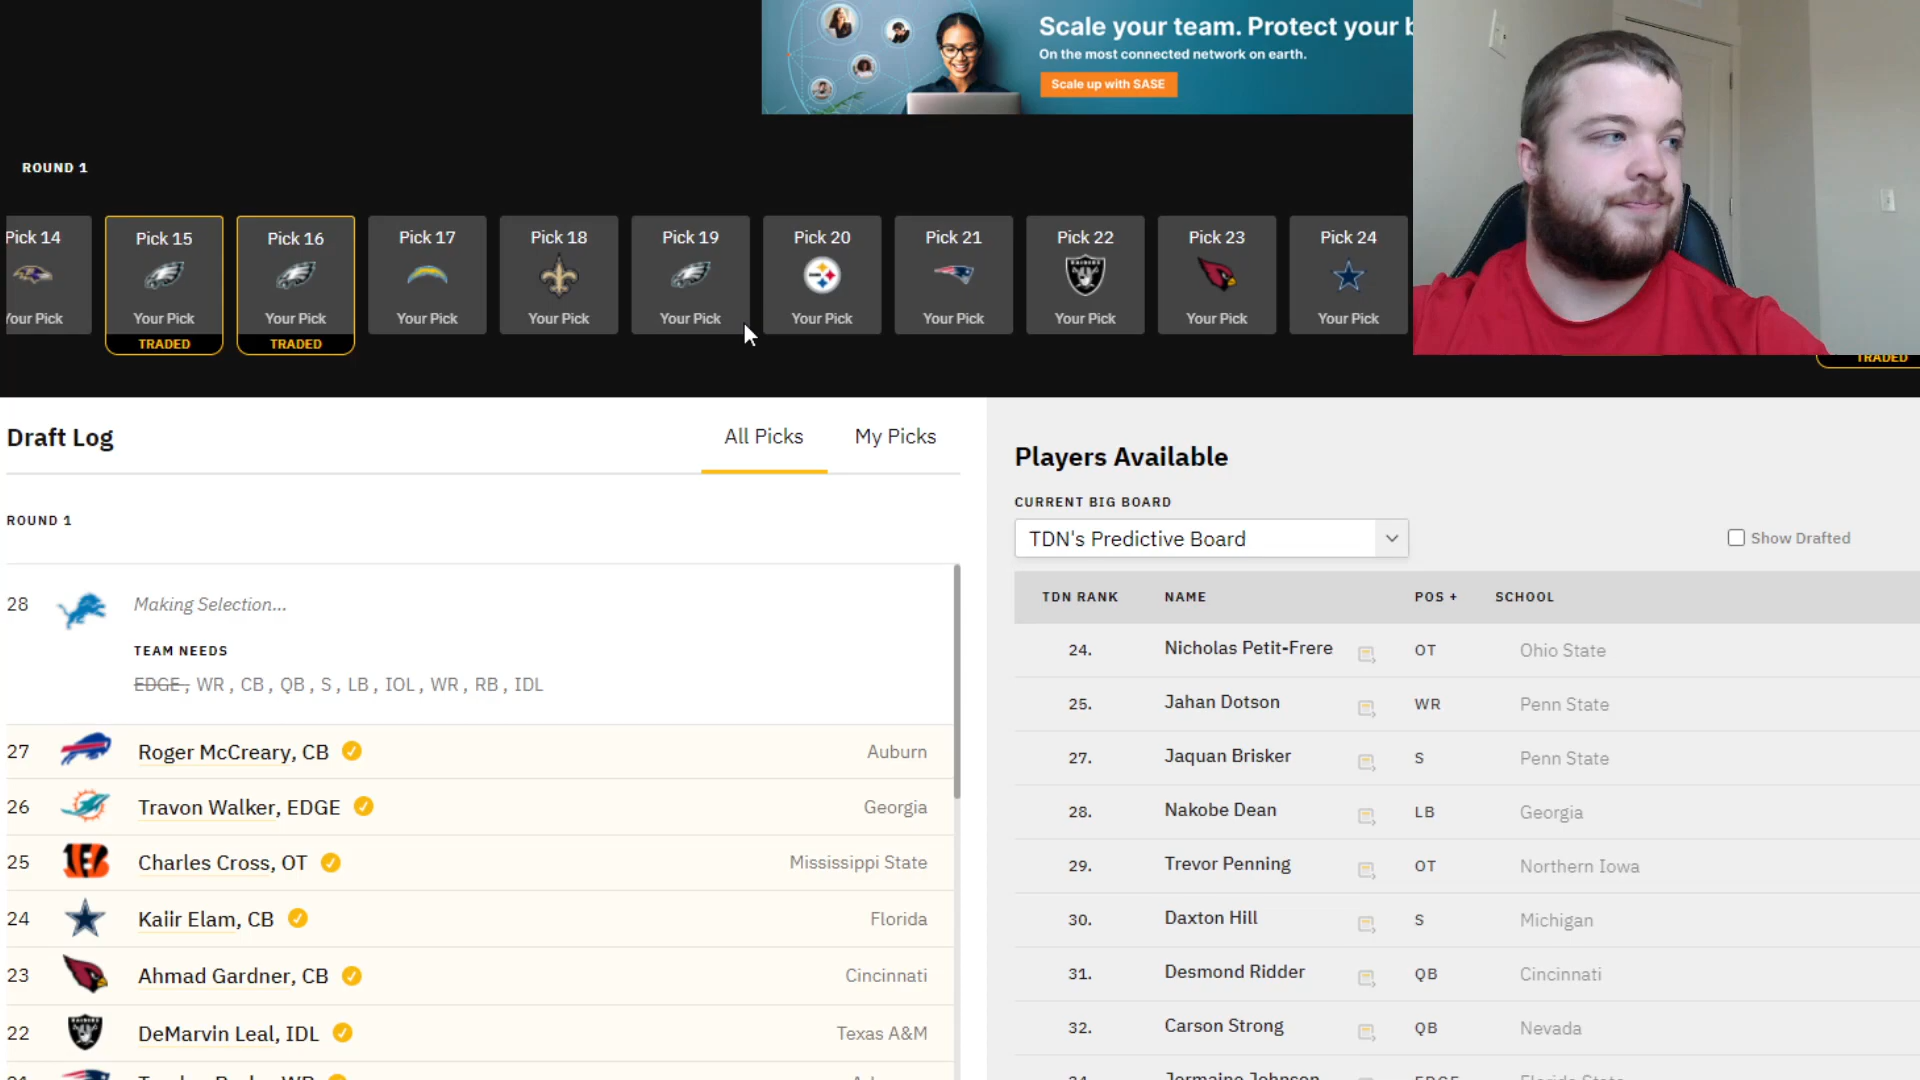 Scale your team. Protect your b
On the most connected network on earth.
Scale up with SASE
ROUND 1
Pick 14
Pick 15
Pick 16
Pick 17
Pick 18
Pick 19
Pick 20
Pick 21
Pick 22
Pick 23
Pick 24
RAIDERS
Your Pick
Your Pick
Your Pick
Your Pick
Your Pick
Your Pick
Your Pick
Your Pick
Your Pick
Your Pick
Your Pick
TRADED
TRADED
TRADED
Draft Log
All Picks
My Picks
ROUND 1
28
Making Selection...
TEAM NEEDS
EDGE , WR , CB , QB , S , LB , IOL , WR , RB , IDL
27 Roger McCreary, CB Auburn
26 Travon Walker, EDGE Georgia
25 Charles Cross, OT Mississippi State
24 Kaiir Elam, CB Florida
23 Ahmad Gardner, CB Cincinnati
22 RAIDERS DeMarvin Leal, IDL Texas A&M
Players Available
CURRENT BIG BOARD
TDN's Predictive Board
Show Drafted
TDN RANK NAME POS + SCHOOL
24. Nicholas Petit-Frere OT Ohio State
25. Jahan Dotson WR Penn State
27. Jaquan Brisker S Penn State
28. Nakobe Dean LB Georgia
29. Trevor Penning OT Northern Iowa
30. Daxton Hill S Michigan
31. Desmond Ridder QB Cincinnati
32. Carson Strong QB Nevada
Jermaine Johnson EDGE Florida State